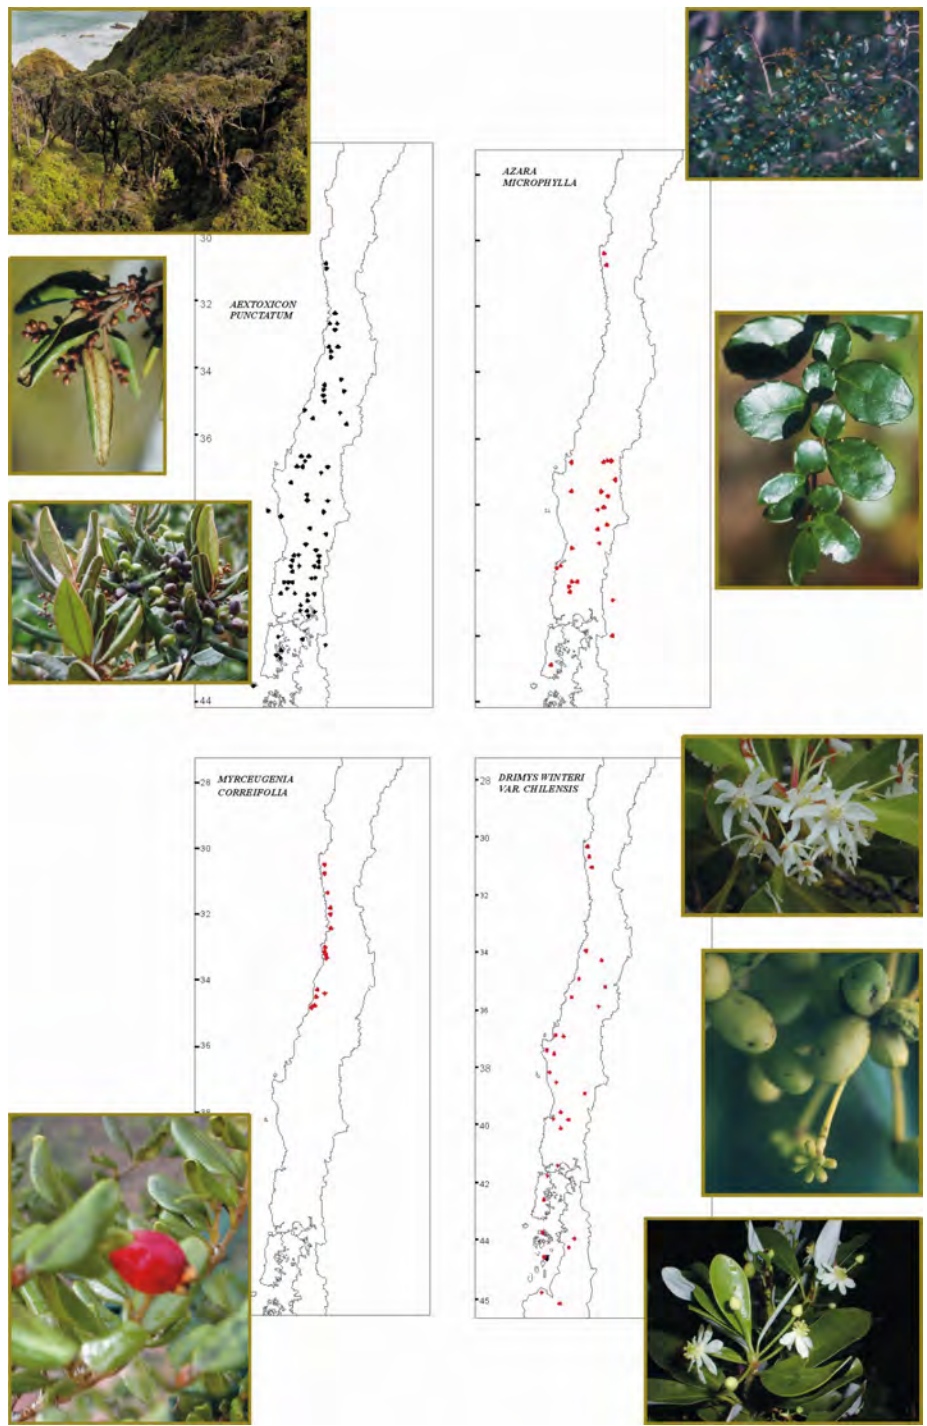 AZARA
MICROPHYLLA
30
32
AEXTOXICON
PUNCTATUM
34
36
44
MYRCEUGENIA
CORREIFOLIA
28
30
32
34
36
DRIMYS WINTERI
VAR. CHILENSIS
28
30
32
34
36
38
40
42
44
45